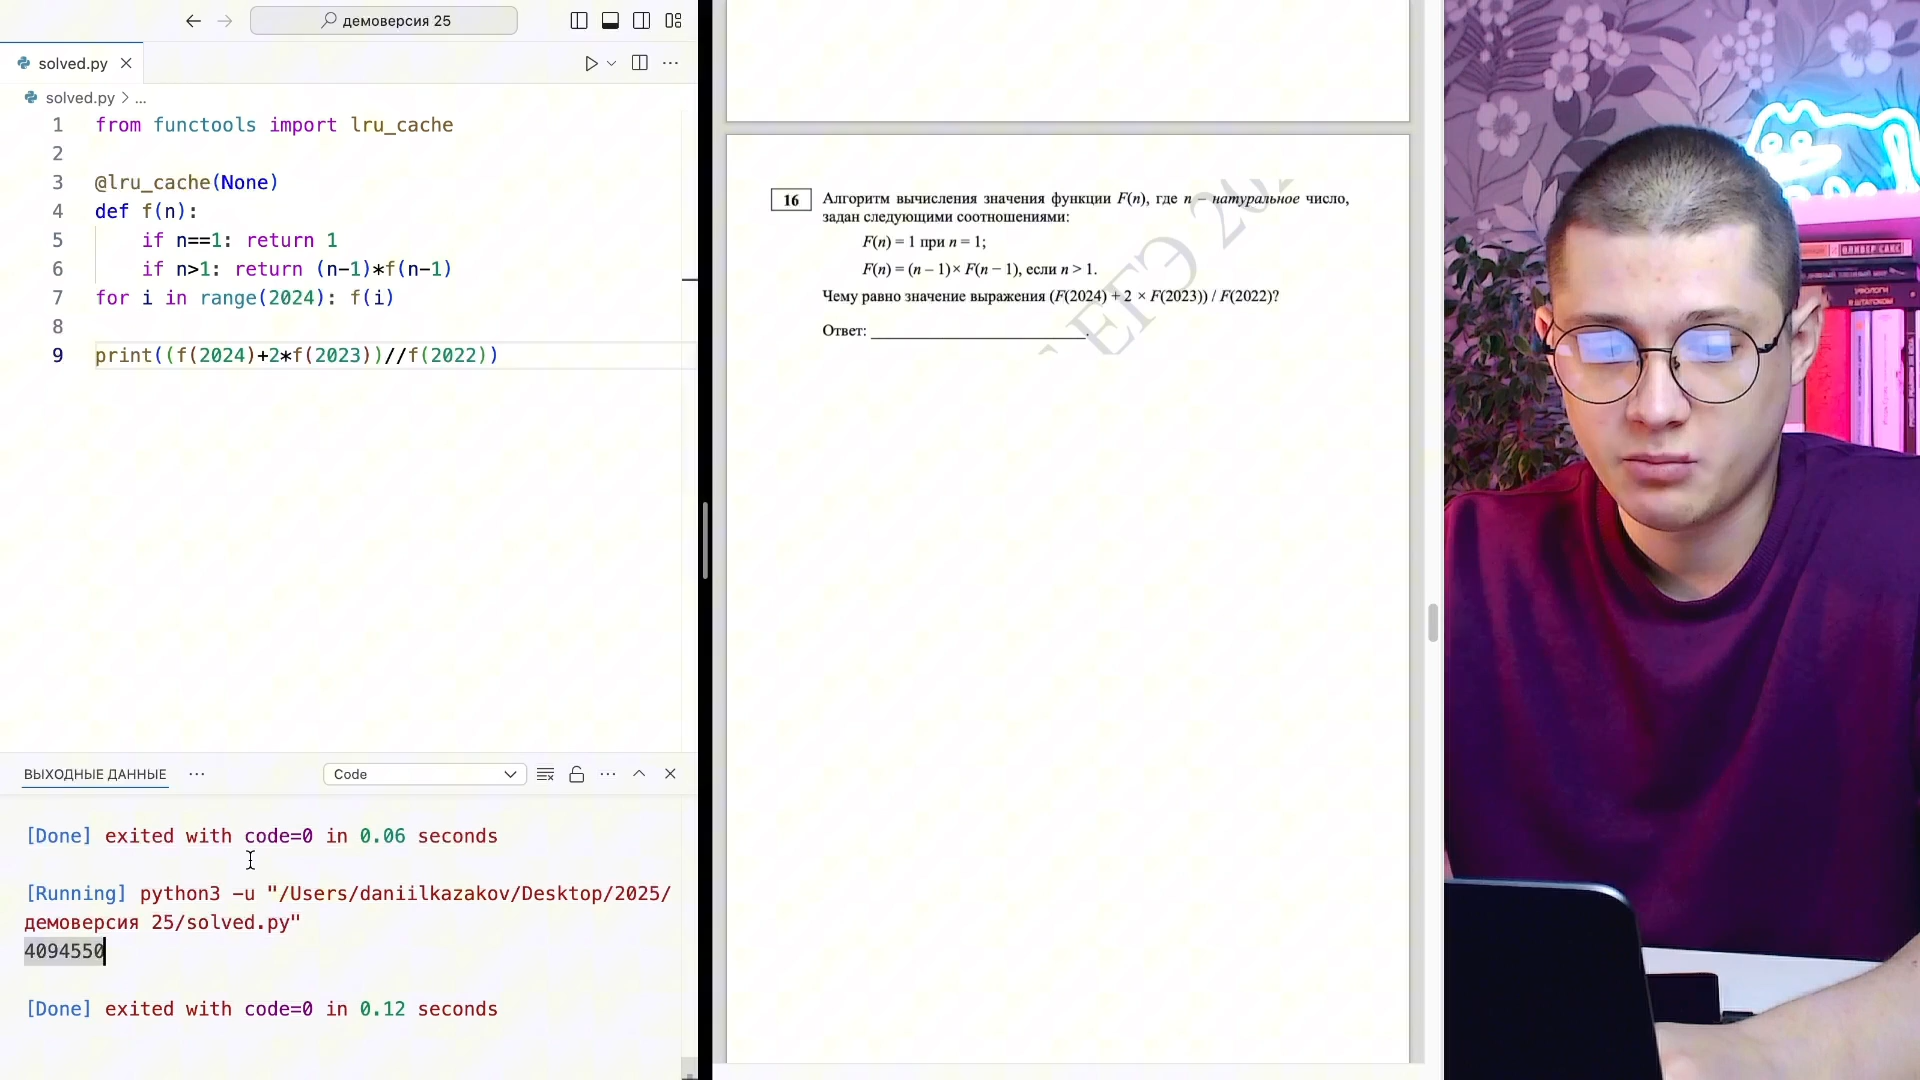 демоверсия 25
solved.py
solved.py > ...
1 from functools import lru_cache
2
3 @lru_cache(None)
4 def f(n):
5 if n==1: return 1
6 if n>1: return (n-1)*f(n-1)
7 for i in range(2024): f(i)
8
9 print((f(2024)+2*f(2023))//f(2022))
ВЫХОДНЫЕ ДАННЫЕ
Code
[Done] exited with code=0 in 0.06 seconds
[Running] python3 -u "/Users/daniilkazakov/Desktop/2025/
демоверсия 25/solved.py"
4094550
[Done] exited with code=0 in 0.12 seconds
16 Алгоритм вычисления значения функции F(n), где n – натуральное число,
задан следующими соотношениями:
F(n) = 1 при n = 1;
F(n) = (n – 1)× F(n − 1), если n > 1.
Чему равно значение выражения (F(2024) + 2 × F(2023)) / F(2022)?
Ответ: ___________________________.
ЕГЭ 20
ОЛИВЕР САКС